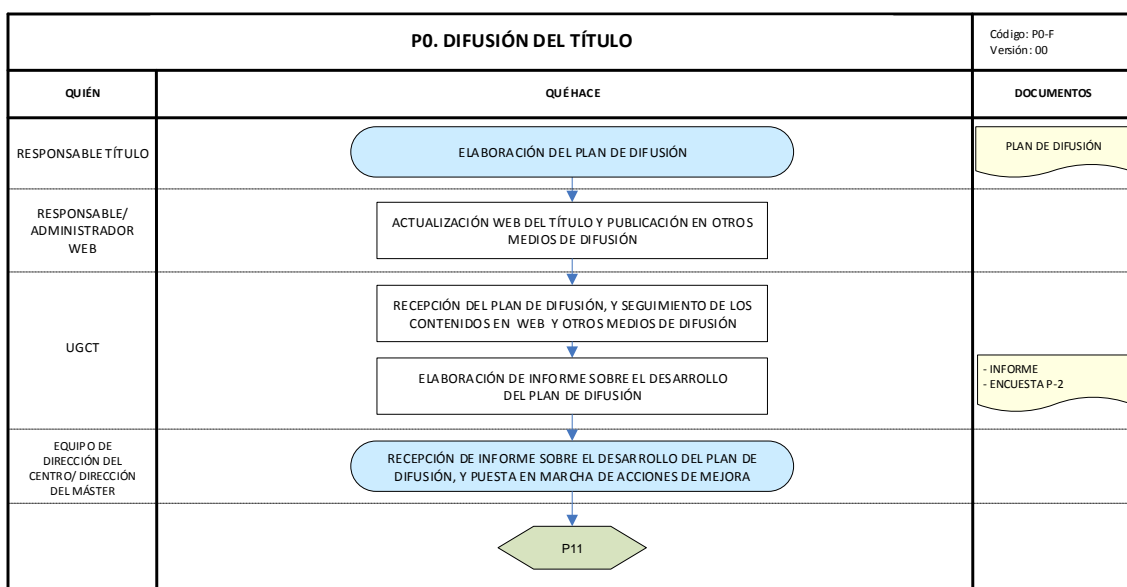 P0. DIFUSIÓN DEL TÍTULO
Código: P0-F
Versión: 00
QUIÉN
QUÉ HACE
DOCUMENTOS
RESPONSABLE TÍTULO
ELABORACIÓN DEL PLAN DE DIFUSIÓN
PLAN DE DIFUSIÓN
RESPONSABLE/
ADMINISTRADOR
WEB
ACTUALIZACIÓN WEB DEL TÍTULO Y PUBLICACIÓN EN OTROS
MEDIOS DE DIFUSIÓN
UGCT
RECEPCIÓN DEL PLAN DE DIFUSIÓN, Y SEGUIMIENTO DE LOS
CONTENIDOS EN WEB Y OTROS MEDIOS DE DIFUSIÓN
ELABORACIÓN DE INFORME SOBRE EL DESARROLLO
DEL PLAN DE DIFUSIÓN
- INFORME
- ENCUESTA P-2
EQUIPO DE
DIRECCIÓN DEL
CENTRO/ DIRECCIÓN
DEL MÁSTER
RECEPCIÓN DE INFORME SOBRE EL DESARROLLO DEL PLAN DE
DIFUSIÓN, Y PUESTA EN MARCHA DE ACCIONES DE MEJORA
P11